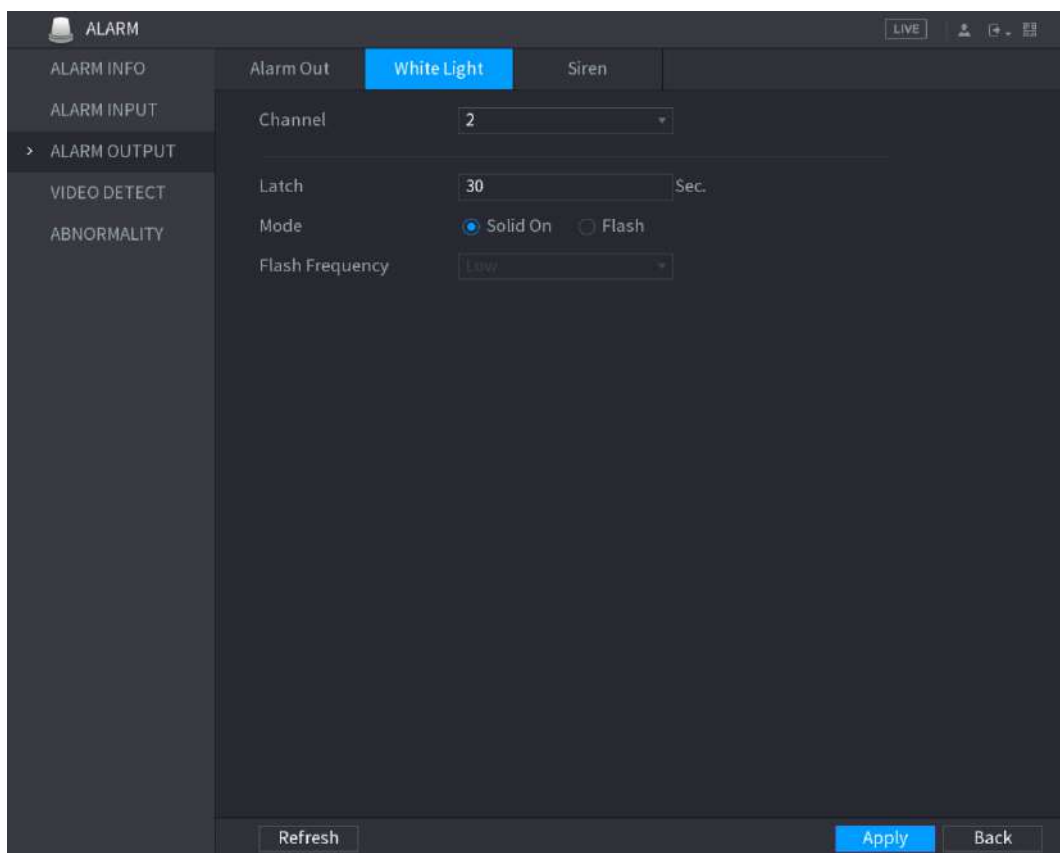 ALARM
LIVE
ALARM INFO
ALARM INPUT
> ALARM OUTPUT
VIDEO DETECT
ABNORMALITY
Alarm Out White Light Siren
Channel 2
Latch 30 Sec.
Mode Solid On Flash
Flash Frequency Low
Refresh Apply Back